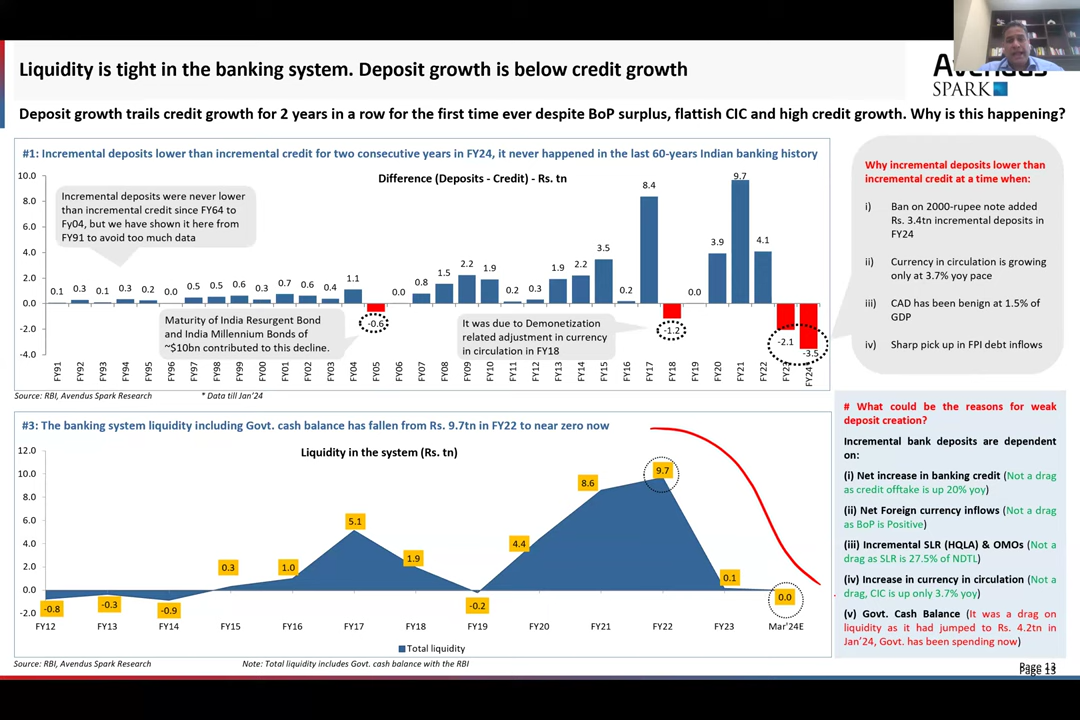 Liquidity is tight in the banking system. Deposit growth is below credit growth
Avendus
SPARK
Deposit growth trails credit growth for 2 years in a row for the first time ever despite BoP surplus, flattish CIC and high credit growth. Why is this happening?
#1: Incremental deposits lower than incremental credit for two consecutive years in FY24, it never happened in the last 60-years Indian banking history
Difference (Deposits - Credit) - Rs. tn
10.0
8.0
6.0
4.0
2.0
0.0
-2.0
-4.0
Incremental deposits were never lower
than incremental credit since FY64 to
Fy04, but we have shown it here from
FY91 to avoid too much data
0.1 0.3 0.1 0.3 0.2 0.0 0.5 0.5 0.6 0.3 0.7 0.6 0.4 1.1 -0.6 0.0 0.8 1.5 2.2 1.9 0.2 0.3 1.9 2.2 3.5 0.2 8.4 -1.2 0.0 3.9 9.7 4.1 -2.1 -3.5
Maturity of India Resurgent Bond
and India Millennium Bonds of
~$10bn contributed to this decline.
It was due to Demonetization
related adjustment in currency
in circulation in FY18
FY91 FY92 FY93 FY94 FY95 FY96 FY97 FY98 FY99 FY00 FY01 FY02 FY03 FY04 FY05 FY06 FY07 FY08 FY09 FY10 FY11 FY12 FY13 FY14 FY15 FY16 FY17 FY18 FY19 FY20 FY21 FY22 FY23 FY24*
Source: RBI, Avendus Spark Research
* Data till Jan'24
Why incremental deposits lower than
incremental credit at a time when:
i) Ban on 2000-rupee note added
Rs. 3.4tn incremental deposits in
FY24
ii) Currency in circulation is growing
only at 3.7% yoy pace
iii) CAD has been benign at 1.5% of
GDP
iv) Sharp pick up in FPI debt inflows
#3: The banking system liquidity including Govt. cash balance has fallen from Rs. 9.7tn in FY22 to near zero now
Liquidity in the system (Rs. tn)
12.0
10.0
8.0
6.0
4.0
2.0
0.0
-2.0
-0.8 -0.3 -0.9 0.3 1.0 5.1 1.9 -0.2 4.4 8.6 9.7 0.1 0.0
FY12 FY13 FY14 FY15 FY16 FY17 FY18 FY19 FY20 FY21 FY22 FY23 Mar'24E
Total liquidity
Source: RBI, Avendus Spark Research
Note: Total liquidity includes Govt. cash balance with the RBI
# What could be the reasons for weak
deposit creation?
Incremental bank deposits are dependent
on:
(i) Net increase in banking credit (Not a drag
as credit offtake is up 20% yoy)
(ii) Net Foreign currency inflows (Not a drag
as BoP is Positive)
(iii) Incremental SLR (HQLA) & OMOs (Not a
drag as SLR is 27.5% of NDTL)
(iv) Increase in currency in circulation (Not a
drag, CIC is up only 3.7% yoy)
(v) Govt. Cash Balance (It was a drag on
liquidity as it had jumped to Rs. 4.2tn in
Jan'24, Govt. has been spending now)
Page 13
Page 13